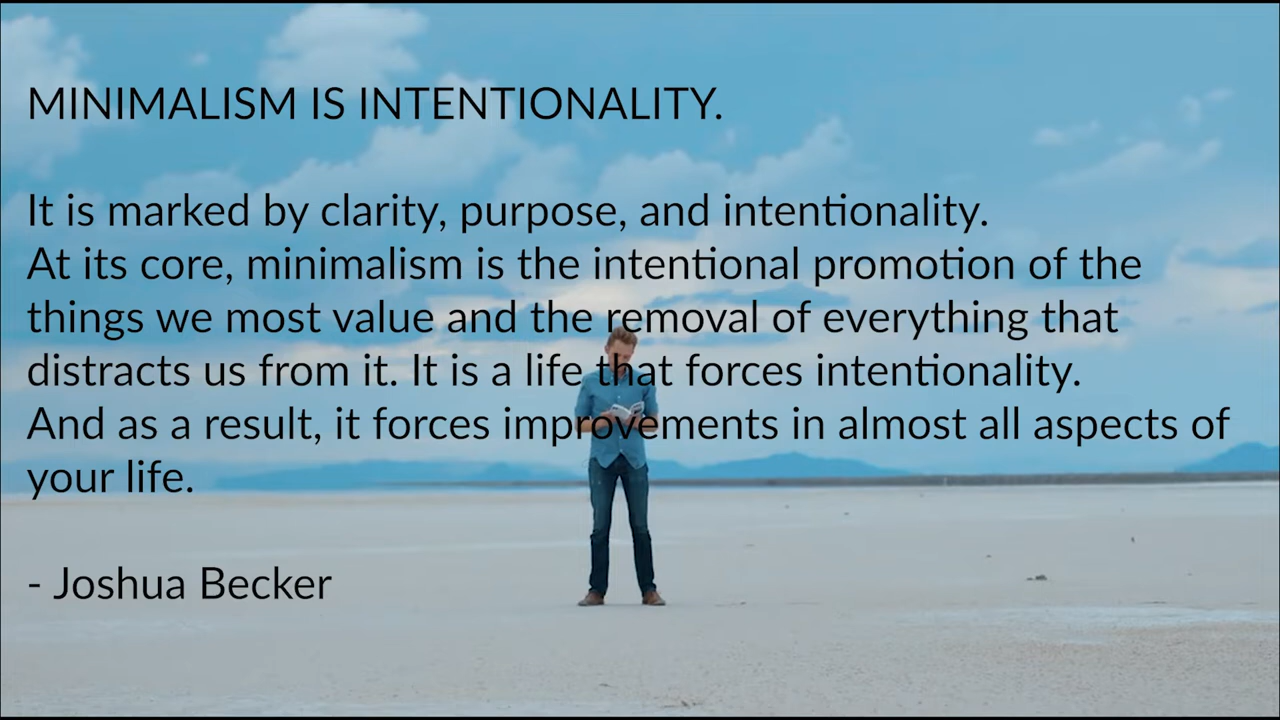 MINIMALISM IS INTENTIONALITY.
It is marked by clarity, purpose, and intentionality.
At its core, minimalism is the intentional promotion of the
things we most value and the removal of everything that
distracts us from it. It is a life that forces intentionality.
And as a result, it forces improvements in almost all aspects of
your life.
- Joshua Becker